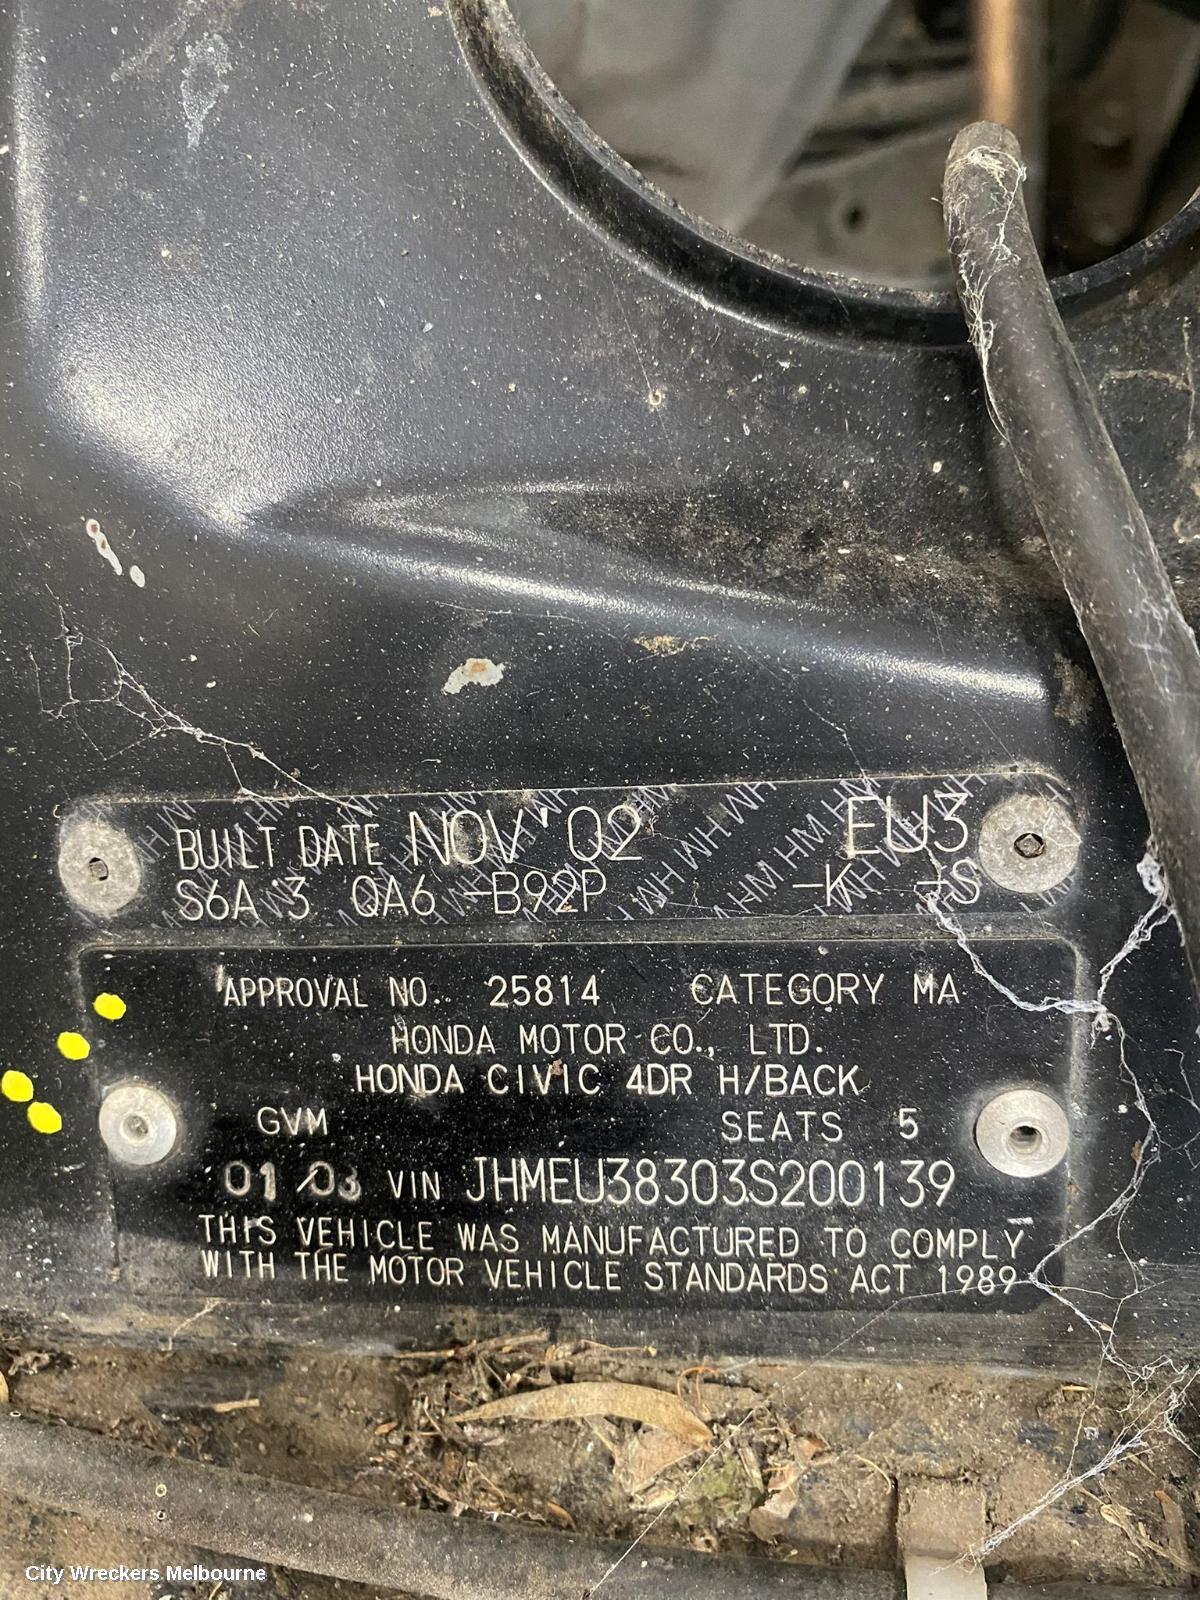 BUILT DATE NOV'02 EU3
S6A 3 QA6 -B92P -K -S
APPROVAL NO. 25814 CATEGORY MA
HONDA MOTOR CO., LTD.
HONDA CIVIC 4DR H/BACK
GVM SEATS 5
01/03 VIN JHMEU38303S200139
THIS VEHICLE WAS MANUFACTURED TO COMPLY
WITH THE MOTOR VEHICLE STANDARDS ACT 1989
City Wreckers Melbourne